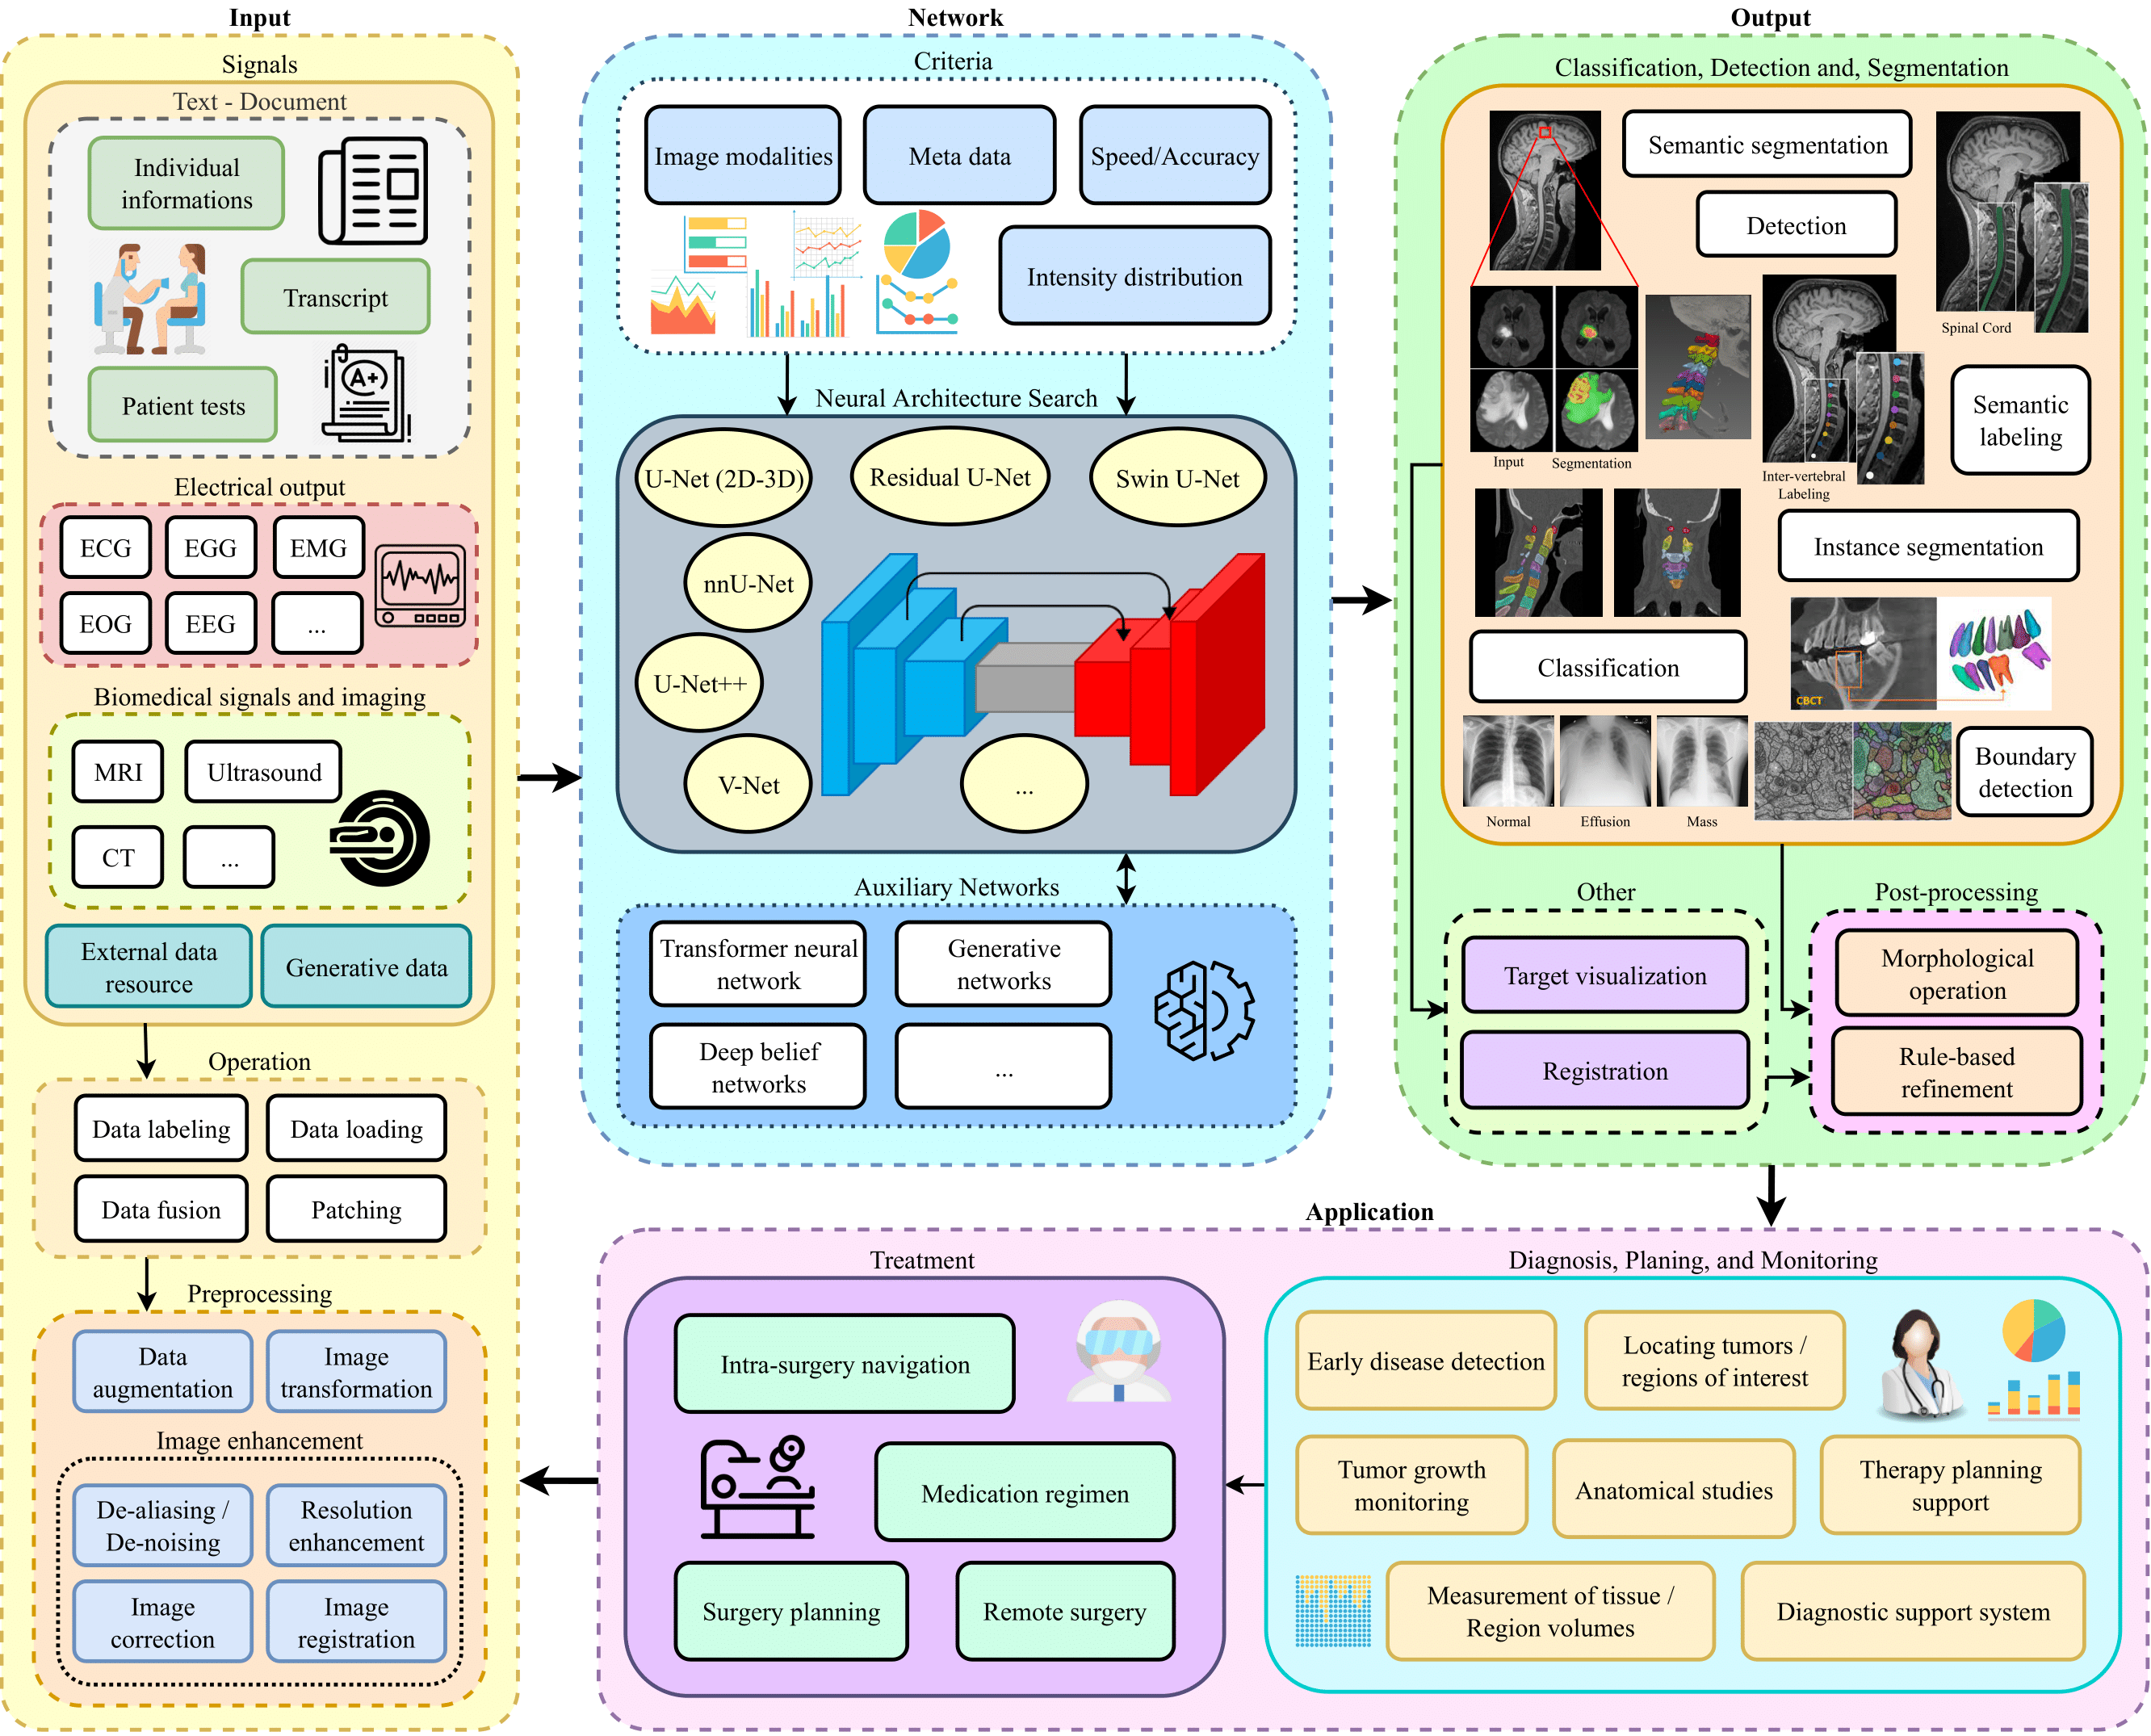 Input
Signals
Text - Document
Individual
informations
Transcript
A+
Patient tests
Electrical output
ECG
EGG
EMG
EOG
EEG
...
Biomedical signals and imaging
MRI
Ultrasound
CT
...
External data
resource
Generative data
Operation
Data labeling
Data loading
Data fusion
Patching
Preprocessing
Data
augmentation
Image
transformation
Image enhancement
De-aliasing /
De-noising
Resolution
enhancement
Image
correction
Image
registration
Network
Criteria
Image modalities
Meta data
Speed/Accuracy
Intensity distribution
Neural Architecture Search
U-Net (2D-3D)
Residual U-Net
Swin U-Net
nnU-Net
U-Net++
V-Net
...
Auxiliary Networks
Transformer neural
network
Generative
networks
Deep belief
networks
...
Output
Classification, Detection and, Segmentation
Semantic segmentation
Detection
Spinal Cord
Input
Segmentation
Inter-vertebral
Labeling
Semantic
labeling
Instance segmentation
Classification
CBCT
Normal
Effusion
Mass
Boundary
detection
Other
Target visualization
Registration
Post-processing
Morphological
operation
Rule-based
refinement
Application
Treatment
Intra-surgery navigation
Medication regimen
Surgery planning
Remote surgery
Diagnosis, Planing, and Monitoring
Early disease detection
Locating tumors /
regions of interest
Tumor growth
monitoring
Anatomical studies
Therapy planning
support
Measurement of tissue /
Region volumes
Diagnostic support system